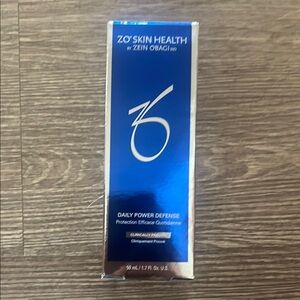 ZO® SKIN HEALTH
BY ZEIN OBAGI MD
DAILY POWER DEFENSE
Protection Efficace Quotidienne
CLINICALLY PROVEN
Cliniquement Prouvé
50 mL / 1.7 Fl. Oz. U.S.